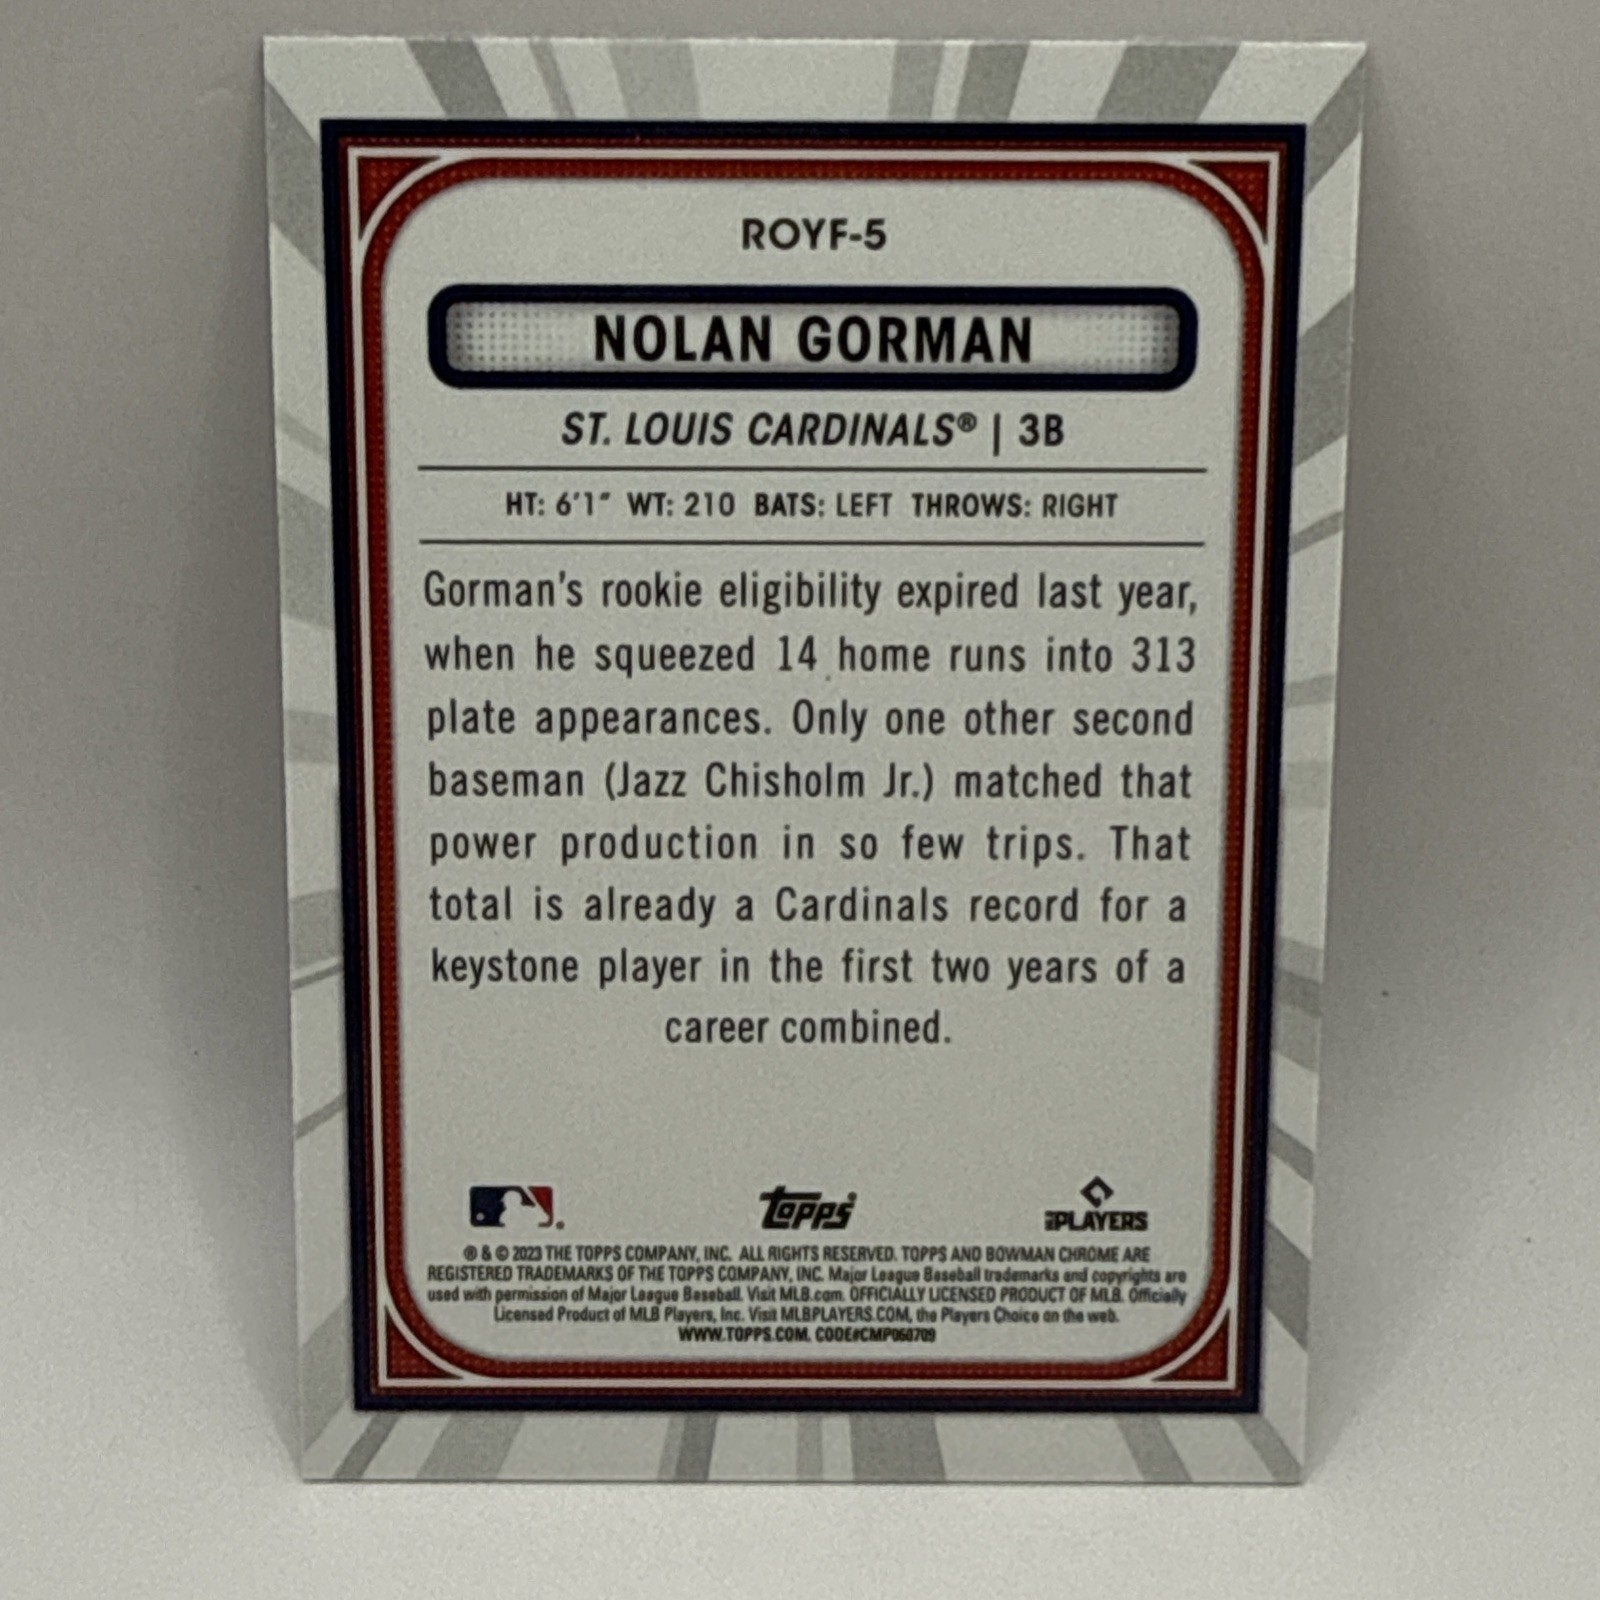 ROYF-5
NOLAN GORMAN
ST. LOUIS CARDINALS® | 3B
HT: 6'1" WT: 210 BATS: LEFT THROWS: RIGHT
Gorman's rookie eligibility expired last year,
when he squeezed 14 home runs into 313
plate appearances. Only one other second
baseman (Jazz Chisholm Jr.) matched that
power production in so few trips. That
total is already a Cardinals record for a
keystone player in the first two years of a
career combined.
topps
PLAYERS
® & © 2023 THE TOPPS COMPANY, INC. ALL RIGHTS RESERVED. TOPPS AND BOWMAN CHROME ARE
REGISTERED TRADEMARKS OF THE TOPPS COMPANY, INC. Major League Baseball trademarks and copyrights are
used with permission of Major League Baseball. Visit MLB.com. OFFICIALLY LICENSED PRODUCT OF MLB. Officially
Licensed Product of MLB Players, Inc. Visit MLBPLAYERS.COM, the Players Choice on the web.
WWW.TOPPS.COM. CODE#CMP060709